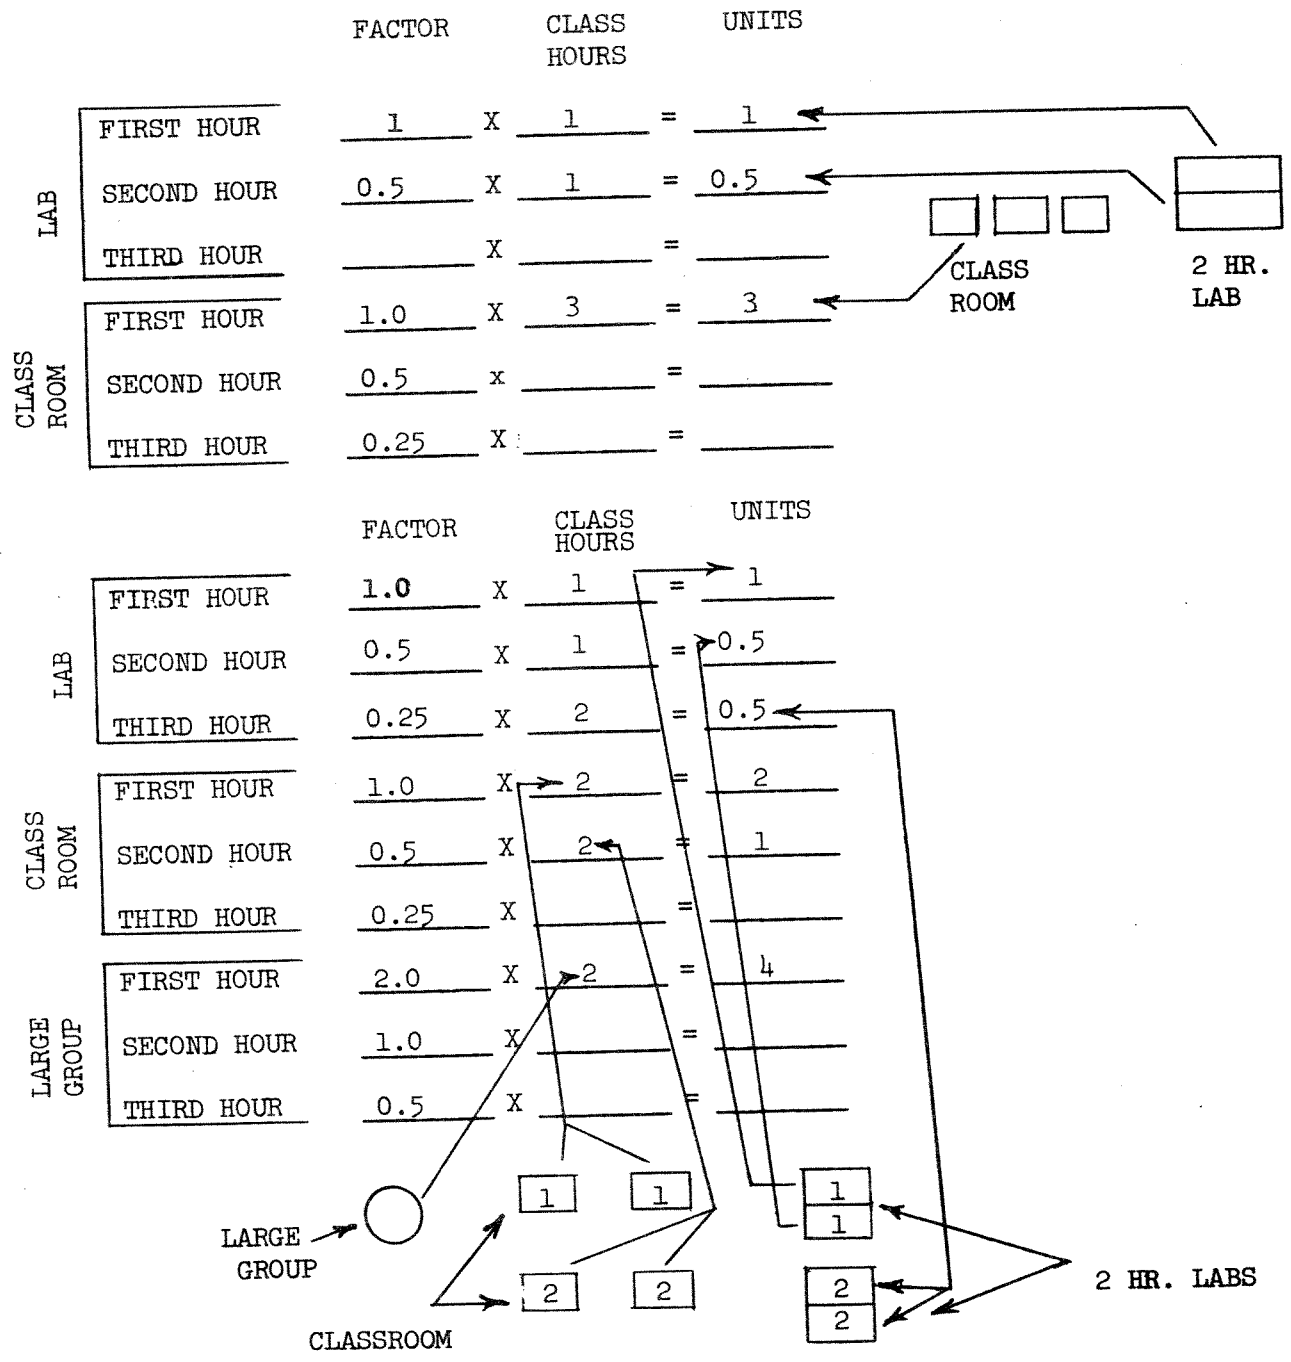 FACTOR CLASS HOURS UNITS
LAB
FIRST HOUR 1 X 1 = 1
SECOND HOUR 0.5 X 1 = 0.5
THIRD HOUR X =
CLASS ROOM
2 HR. LAB
CLASS ROOM
FIRST HOUR 1.0 X 3 = 3
SECOND HOUR 0.5 x =
THIRD HOUR 0.25 X =
FACTOR CLASS HOURS UNITS
LAB
FIRST HOUR 1.0 X 1 = 1
SECOND HOUR 0.5 X 1 = 0.5
THIRD HOUR 0.25 X 2 = 0.5
CLASS ROOM
FIRST HOUR 1.0 X 2 = 2
SECOND HOUR 0.5 X 2 = 1
THIRD HOUR 0.25 X =
LARGE GROUP
FIRST HOUR 2.0 X 2 = 4
SECOND HOUR 1.0 X =
THIRD HOUR 0.5 X =
1 1 1
1
LARGE GROUP
2 2 2
2
2 HR. LABS
CLASSROOM